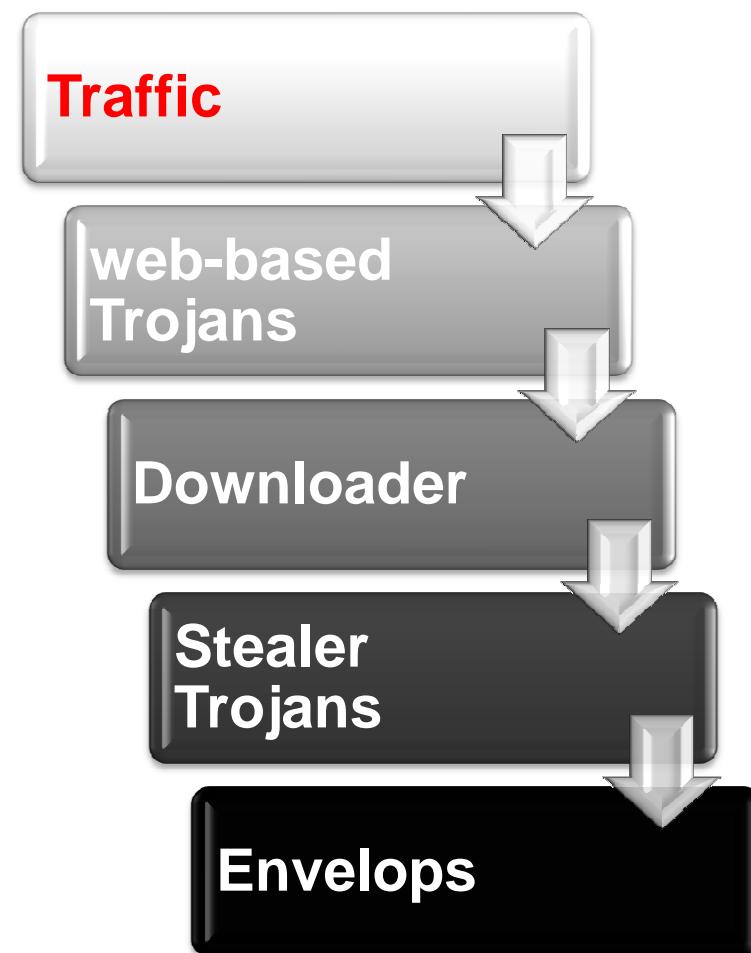 Traffic
web-based
Trojans
Downloader
Stealer
Trojans
Envelops